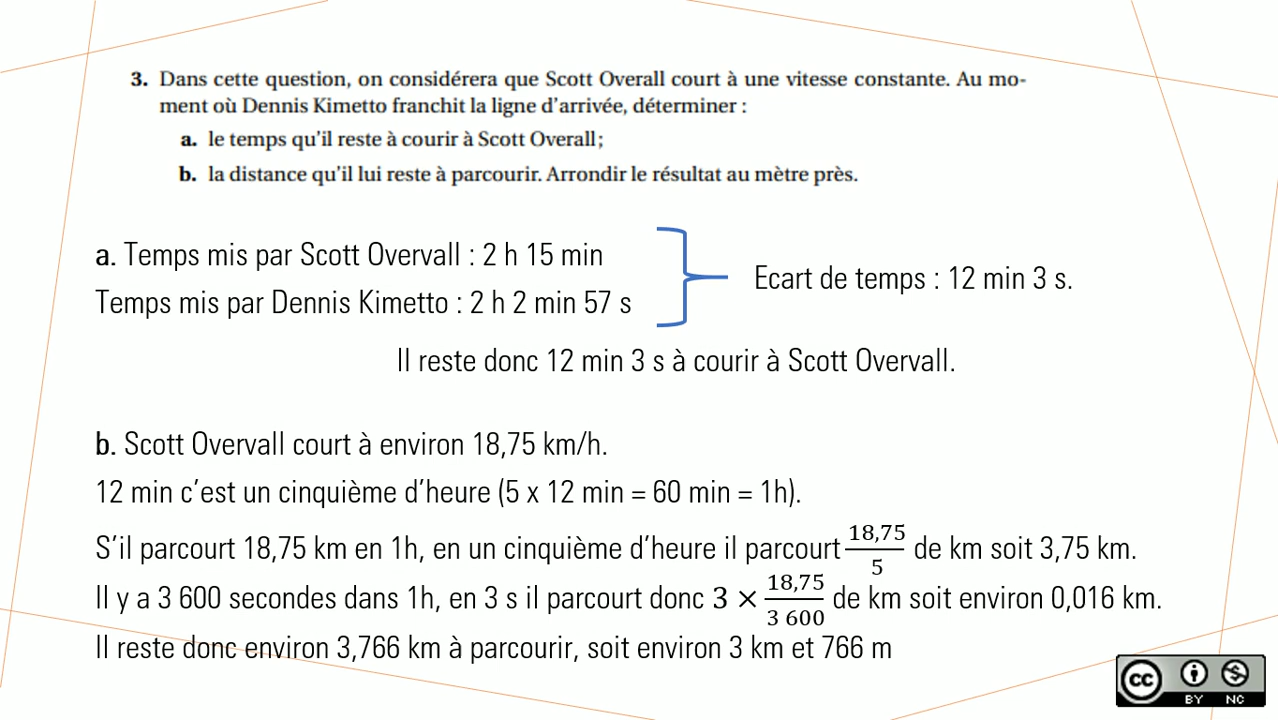 3. Dans cette question, on considérera que Scott Overall court à une vitesse constante. Au mo-
ment où Dennis Kimetto franchit la ligne d'arrivée, déterminer :
a. le temps qu'il reste à courir à Scott Overall;
b. la distance qu'il lui reste à parcourir. Arrondir le résultat au mètre près.
a. Temps mis par Scott Overvall : 2 h 15 min
Temps mis par Dennis Kimetto : 2 h 2 min 57 s
Ecart de temps : 12 min 3 s.
Il reste donc 12 min 3 s à courir à Scott Overvall.
b. Scott Overvall court à environ 18,75 km/h.
12 min c'est un cinquième d'heure (5 x 12 min = 60 min = 1h).
S'il parcourt 18,75 km en 1h, en un cinquième d'heure il parcourt 18,75/5 de km soit 3,75 km.
Il y a 3 600 secondes dans 1h, en 3 s il parcourt donc 3 × 18,75/3 600 de km soit environ 0,016 km.
Il reste donc environ 3,766 km à parcourir, soit environ 3 km et 766 m
cc BY NC